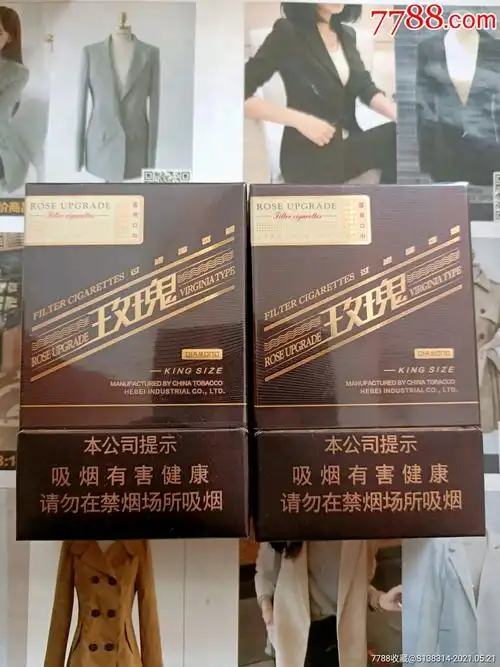 7788.com
ROSE UPGRADE
Filter cigarettes
FILTER CIGARETTES
玫瑰
VIRGINIA TYPE
ROSE UPGRADE
DIAMOND
KING SIZE
MANUFACTURED BY CHINA TOBACCO
HEBEI INDUSTRIAL CO., LTD.
本公司提示
吸烟有害健康
请勿在禁烟场所吸烟
ROSE UPGRADE
Filter cigarettes
FILTER CIGARETTES
玫瑰
VIRGINIA TYPE
ROSE UPGRADE
DIAMOND
KING SIZE
MANUFACTURED BY CHINA TOBACCO
HEBEI INDUSTRIAL CO., LTD.
本公司提示
吸烟有害健康
请勿在禁烟场所吸烟
7788收藏@S138314-2021.05.21